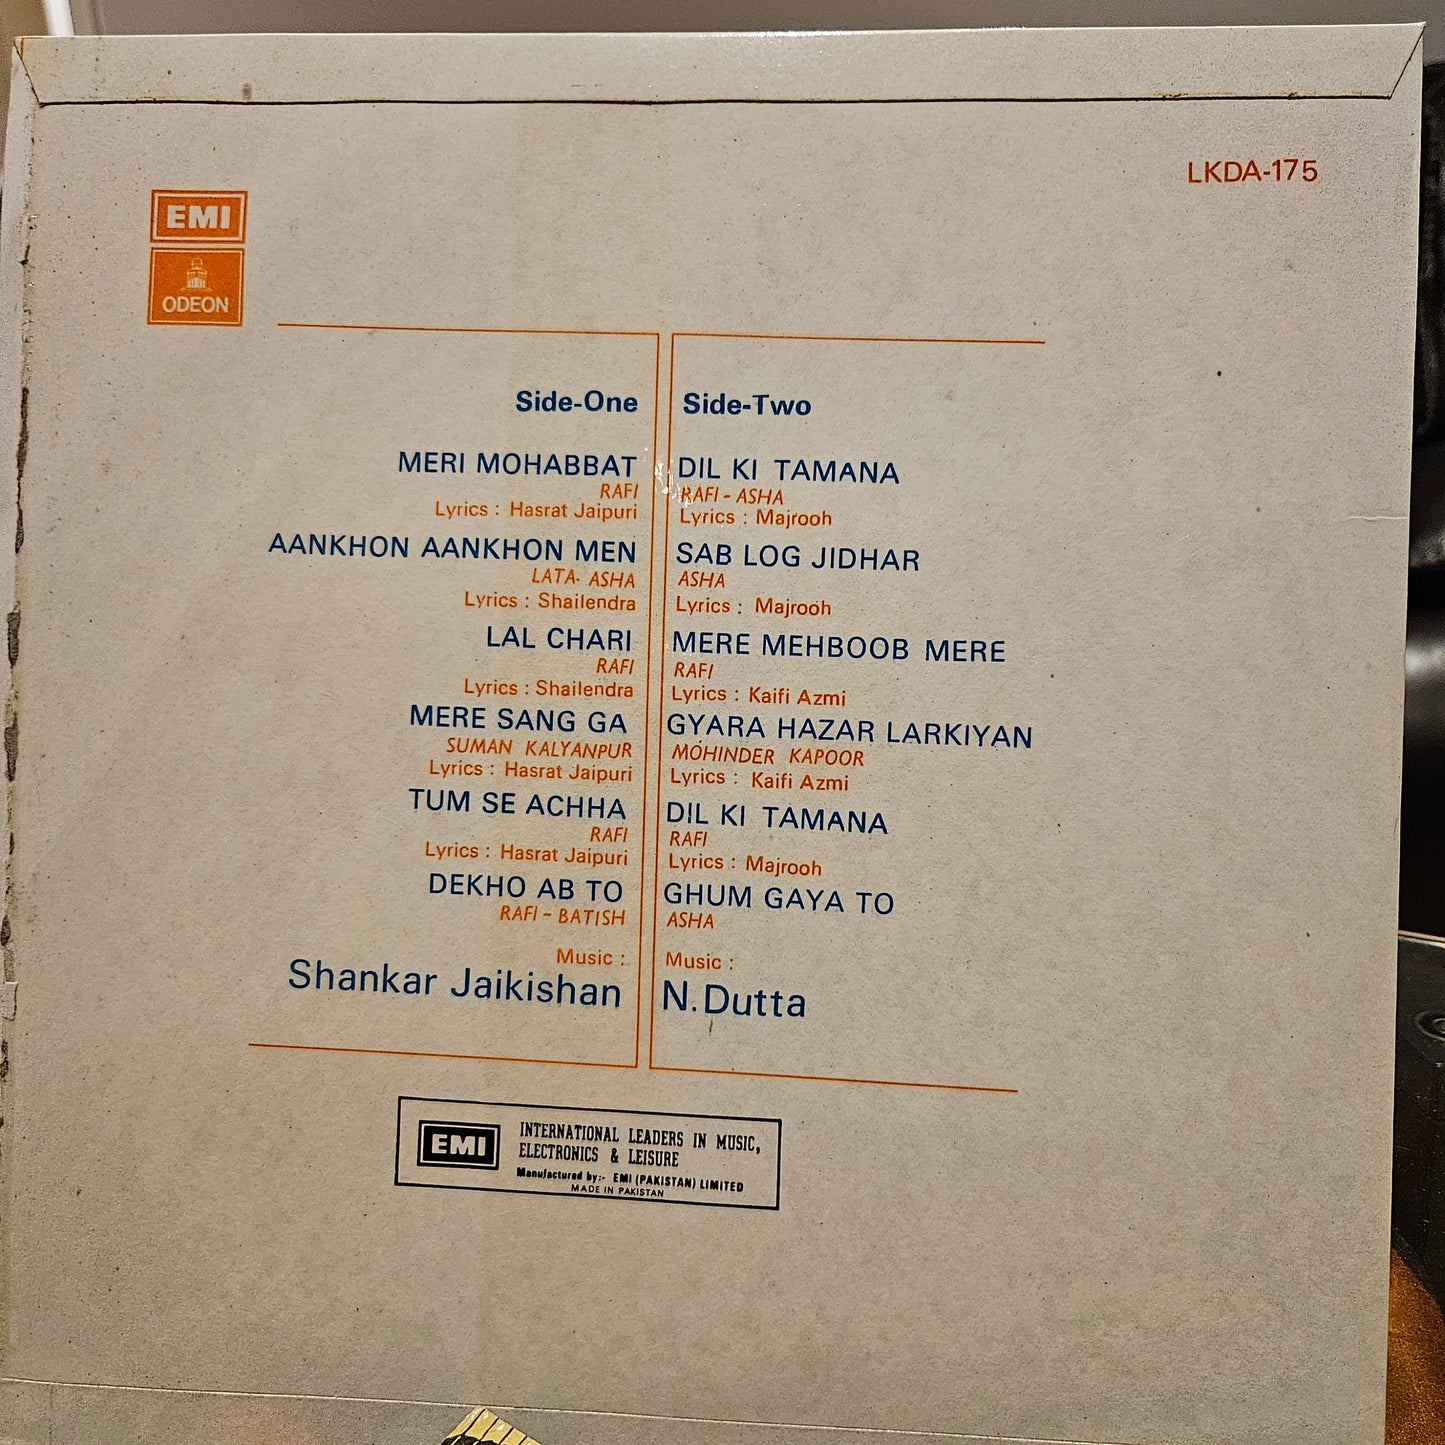 LKDA-175
EMI
ODEON
Side-One
MERI MOHABBAT
RAFI
Lyrics : Hasrat Jaipuri
AANKHON AANKHON MEN
LATA- ASHA
Lyrics : Shailendra
LAL CHARI
RAFI
Lyrics : Shailendra
MERE SANG GA
SUMAN KALYANPUR
Lyrics : Hasrat Jaipuri
TUM SE ACHHA
RAFI
Lyrics : Hasrat Jaipuri
DEKHO AB TO
RAFI - BATISH
Music :
Shankar Jaikishan
Side-Two
DIL KI TAMANA
RAFI - ASHA
Lyrics : Majrooh
SAB LOG JIDHAR
ASHA
Lyrics : Majrooh
MERE MEHBOOB MERE
RAFI
Lyrics : Kaifi Azmi
GYARA HAZAR LARKIYAN
MOHINDER KAPOOR
Lyrics : Kaifi Azmi
DIL KI TAMANA
RAFI
Lyrics : Majrooh
GHUM GAYA TO
ASHA
Music :
N.Dutta
EMI
INTERNATIONAL LEADERS IN MUSIC,
ELECTRONICS & LEISURE
Manufactured by:- EMI (PAKISTAN) LIMITED
MADE IN PAKISTAN